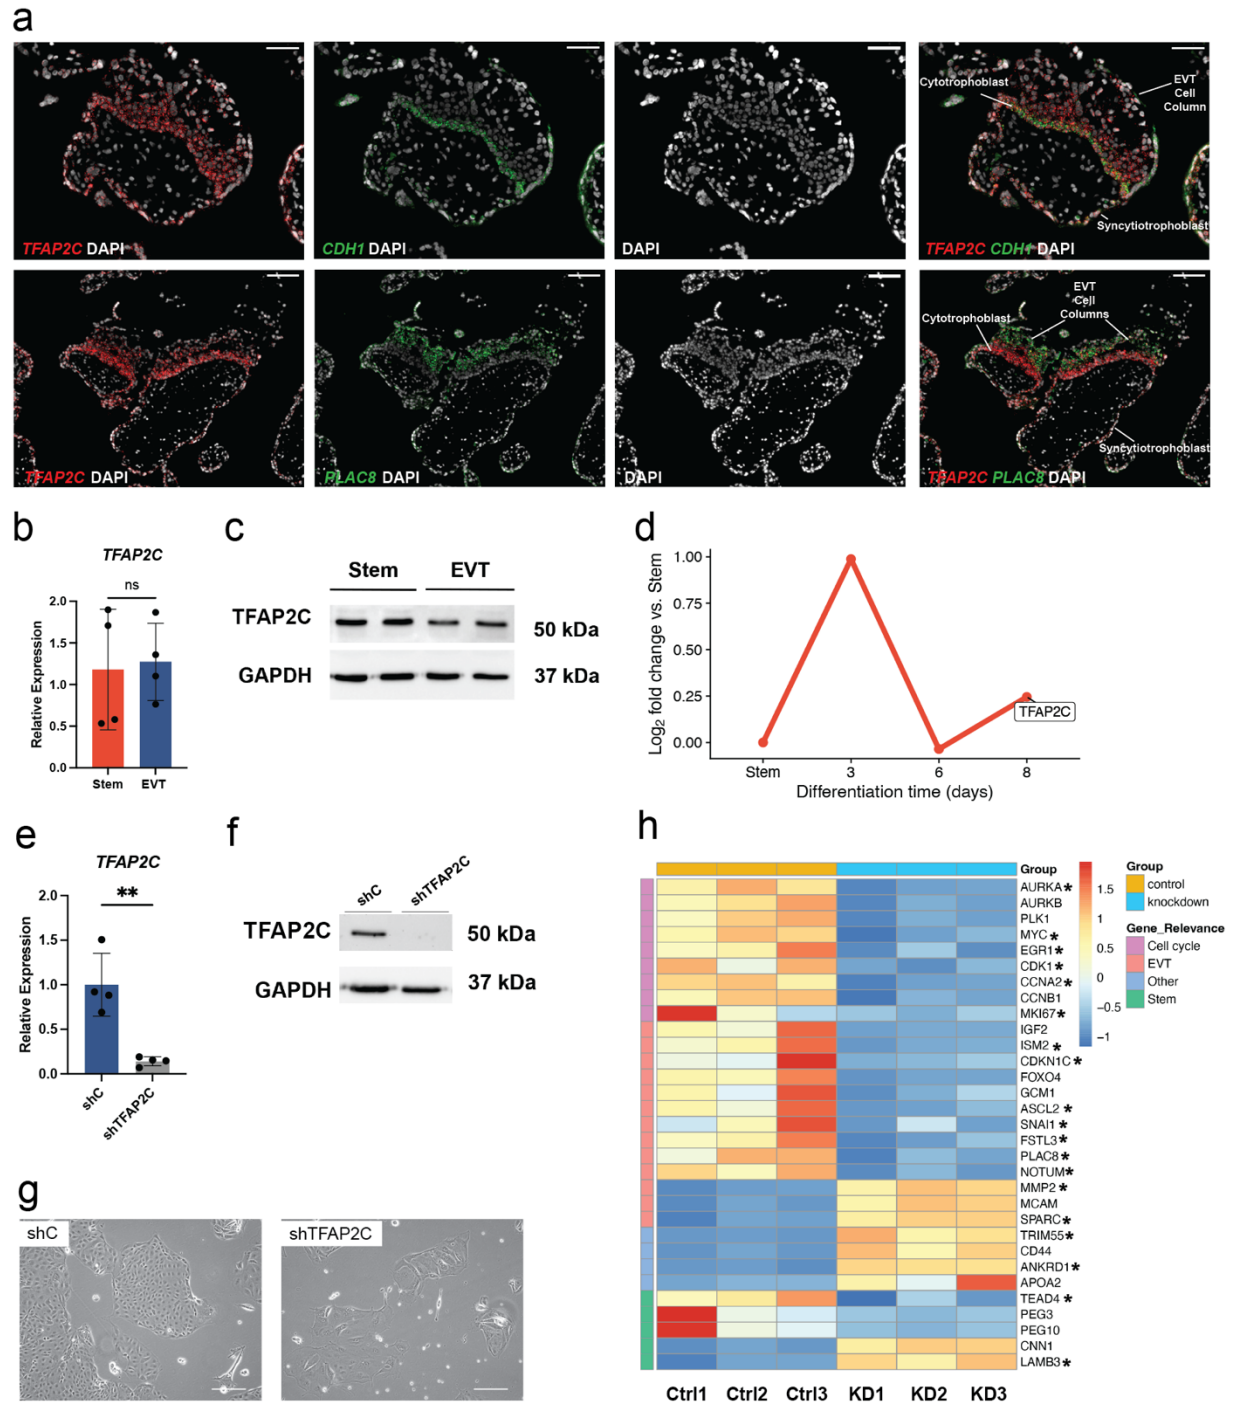 a
TFAP2C DAPI
CDH1 DAPI
DAPI
Cytotrophoblast
EVT
Cell
Column
Syncytiotrophoblast
TFAP2C CDH1 DAPI
TFAP2C DAPI
PLAC8 DAPI
DAPI
EVT
Cell
Columns
Cytotrophoblast
Syncytiotrophoblast
TFAP2C PLAC8 DAPI
b
TFAP2C
ns
Relative Expression
2.0
1.5
1.0
0.5
0.0
Stem EVT
c
Stem EVT
TFAP2C 50 kDa
GAPDH 37 kDa
d
Log2 fold change vs. Stem
1.00
0.75
0.50
0.25
0.00
TFAP2C
Stem 3 6 8
Differentiation time (days)
e
TFAP2C
**
Relative Expression
2.0
1.5
1.0
0.5
0.0
shC shTFAP2C
f
shC shTFAP2C
TFAP2C 50 kDa
GAPDH 37 kDa
g
shC
shTFAP2C
h
Group
AURKA*
AURKB
PLK1
MYC*
EGR1*
CDK1*
CCNA2*
CCNB1
MKI67*
IGF2
ISM2*
CDKN1C*
FOXO4
GCM1
ASCL2*
SNAI1*
FSTL3*
PLAC8*
NOTUM*
MMP2*
MCAM
SPARC*
TRIM55*
CD44
ANKRD1*
APOA2
TEAD4*
PEG3
PEG10
CNN1
LAMB3*
Ctrl1 Ctrl2 Ctrl3 KD1 KD2 KD3
1.5
1
0.5
0
−0.5
−1
Group
control
knockdown
Gene_Relevance
Cell cycle
EVT
Other
Stem